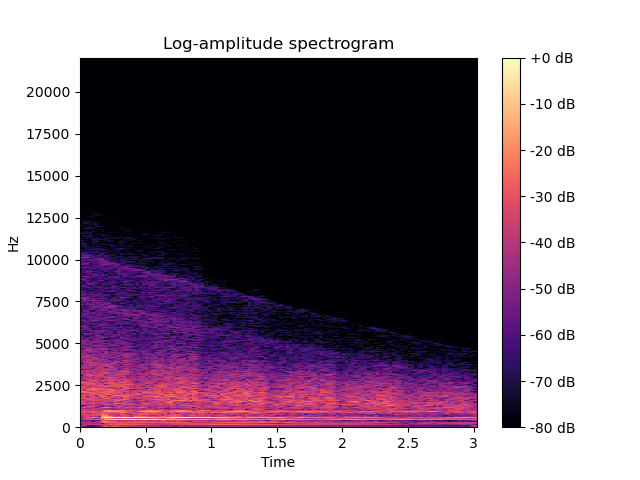 Log-amplitude spectrogram
Hz
20000
17500
15000
12500
10000
7500
5000
2500
0
0
0.5
1
1.5
2
2.5
3
Time
+0 dB
-10 dB
-20 dB
-30 dB
-40 dB
-50 dB
-60 dB
-70 dB
-80 dB